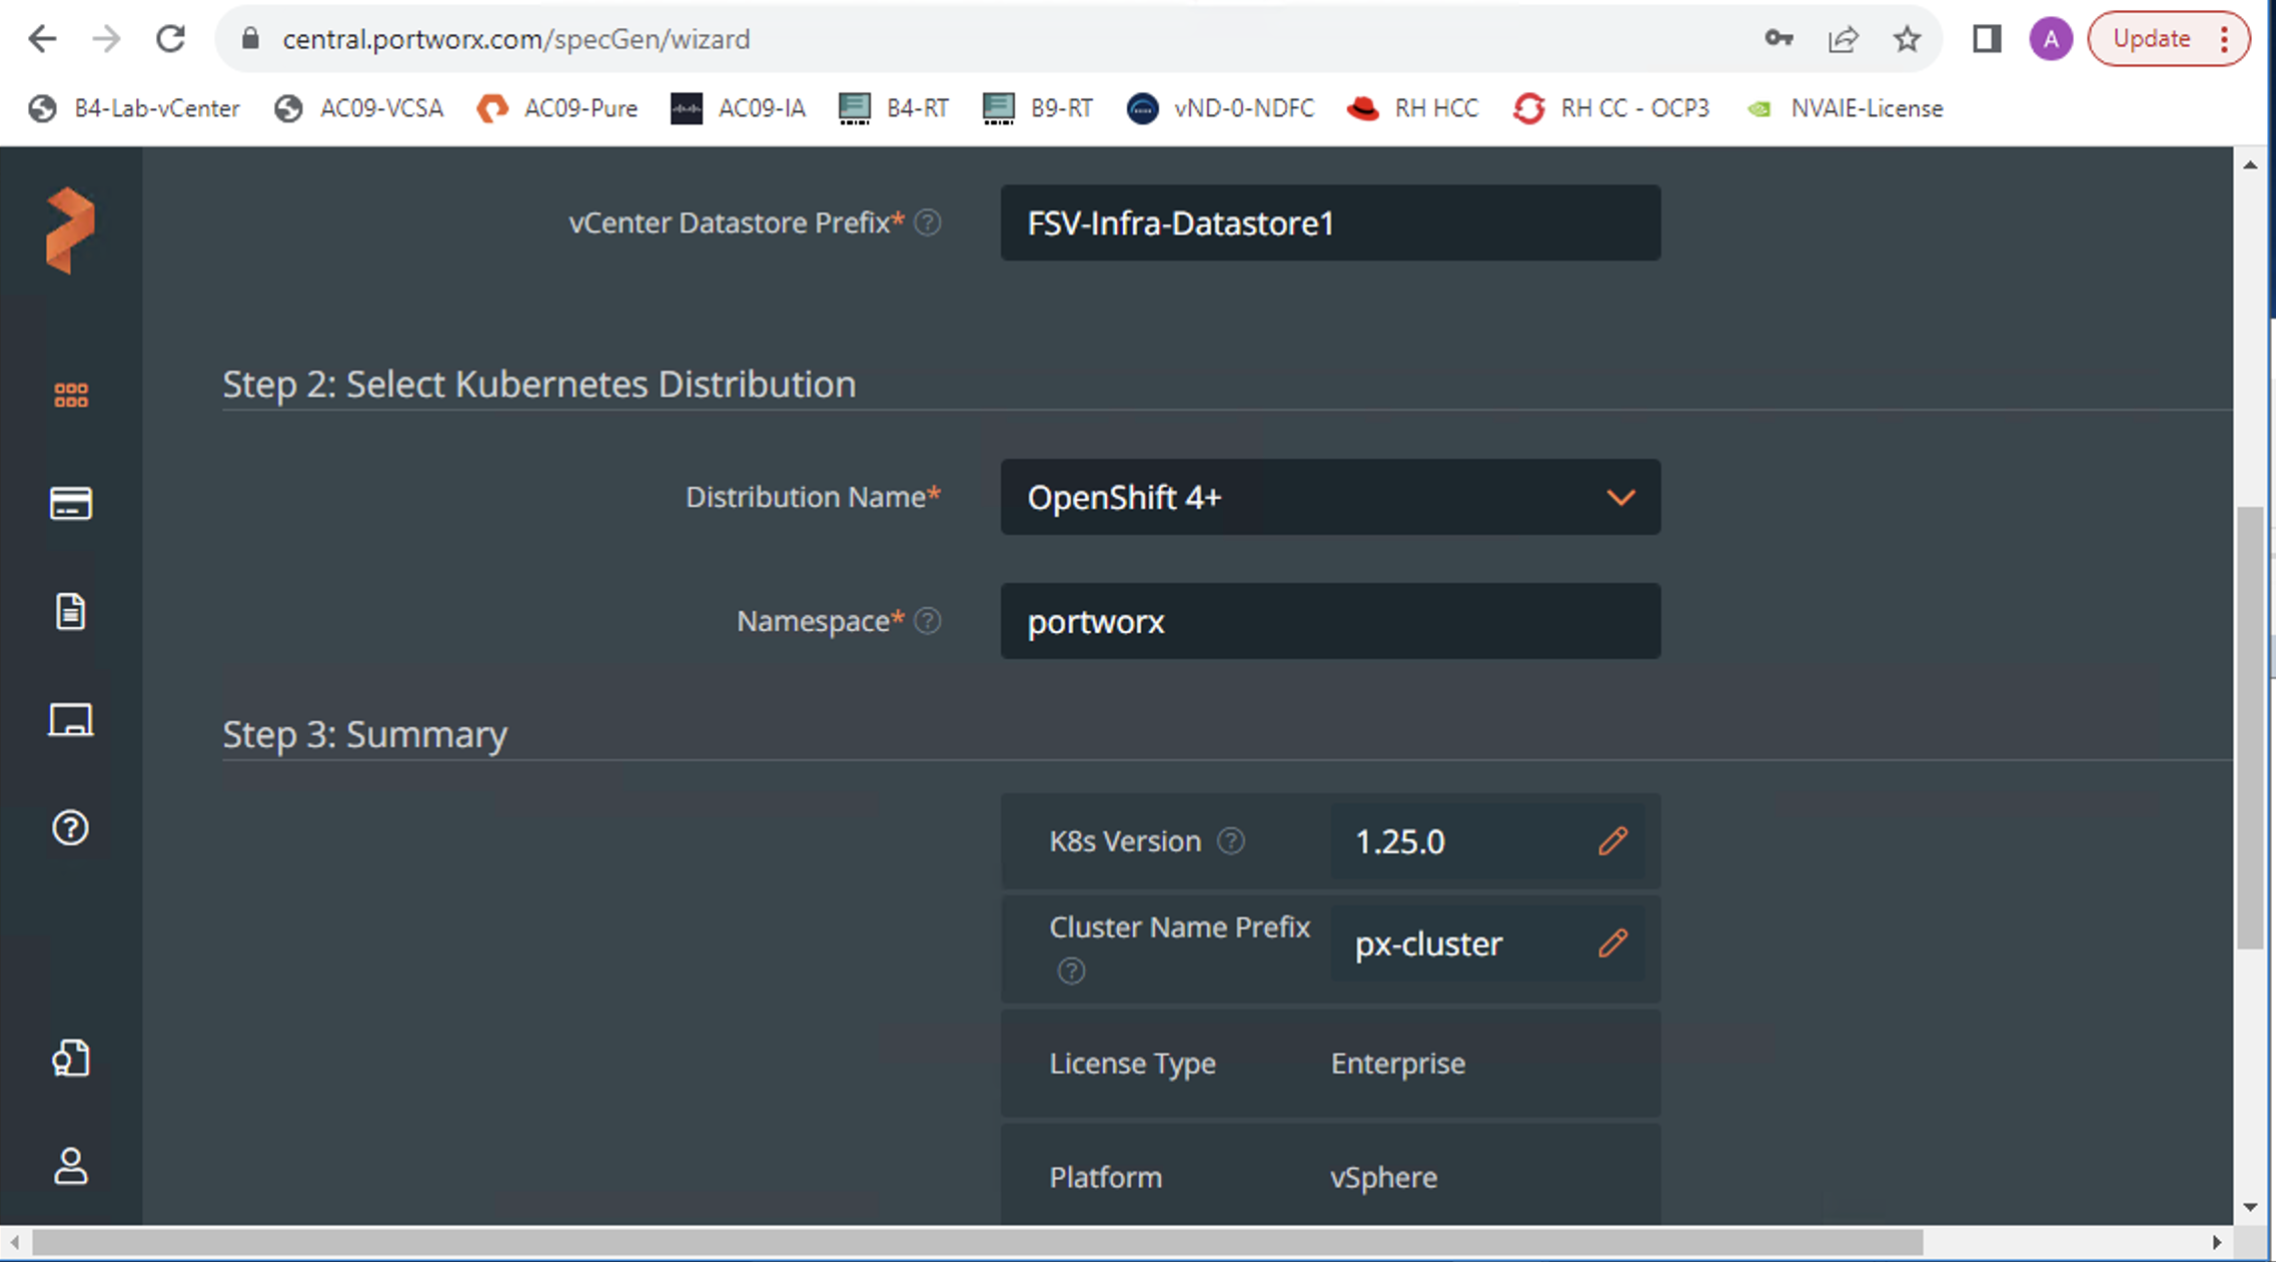 central.portworx.com/specGen/wizard
A
Update
B4-Lab-vCenter AC09-VCSA AC09-Pure AC09-IA B4-RT B9-RT vND-0-NDFC RH HCC RH CC - OCP3 NVAIE-License
vCenter Datastore Prefix* ? FSV-Infra-Datastore1
Step 2: Select Kubernetes Distribution
Distribution Name* OpenShift 4+
Namespace* ? portworx
Step 3: Summary
K8s Version ? 1.25.0
Cluster Name Prefix ? px-cluster
License Type Enterprise
Platform vSphere